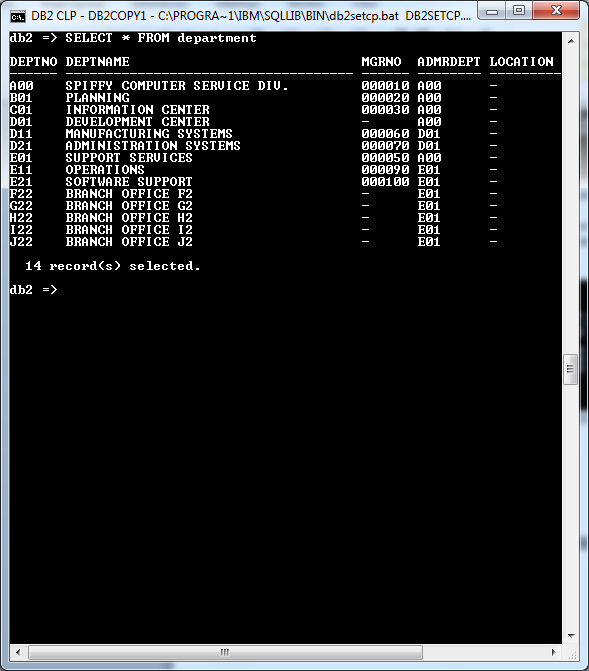 DB2 CLP - DB2COPY1 - C:\PROGRA~1\IBM\SQLLIB\BIN\db2setcp.bat DB2SETCP....
db2 => SELECT * FROM department
DEPTNO DEPTNAME MGRNO ADMRDEPT LOCATION
------ ------------------------------------ ------ -------- ---------
A00 SPIFFY COMPUTER SERVICE DIV. 000010 A00 -
B01 PLANNING 000020 A00 -
C01 INFORMATION CENTER 000030 A00 -
D01 DEVELOPMENT CENTER - A00 -
D11 MANUFACTURING SYSTEMS 000060 D01 -
D21 ADMINISTRATION SYSTEMS 000070 D01 -
E01 SUPPORT SERVICES 000050 A00 -
E11 OPERATIONS 000090 E01 -
E21 SOFTWARE SUPPORT 000100 E01 -
F22 BRANCH OFFICE F2 - E01 -
G22 BRANCH OFFICE G2 - E01 -
H22 BRANCH OFFICE H2 - E01 -
I22 BRANCH OFFICE I2 - E01 -
J22 BRANCH OFFICE J2 - E01 -
14 record(s) selected.
db2 =>